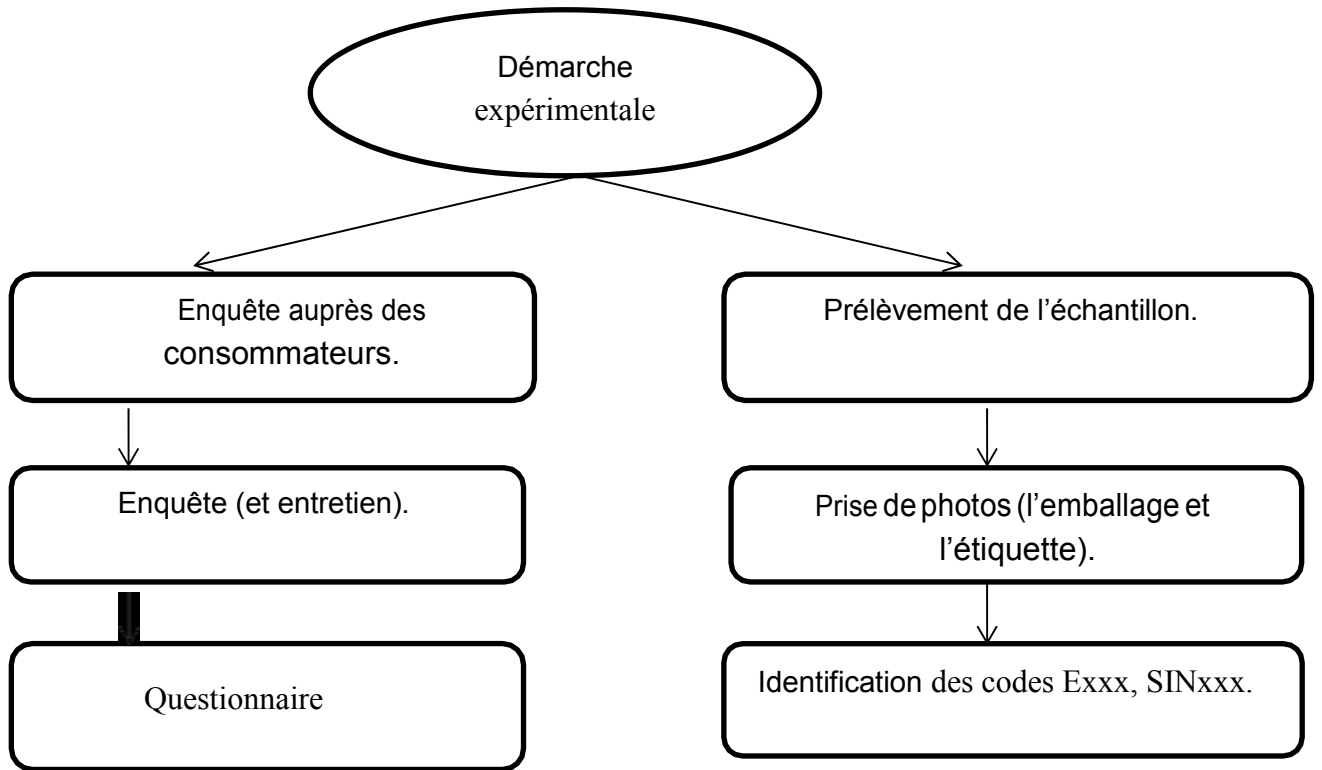 Démarche
expérimentale
Enquête auprès des
consommateurs.
Enquête (et entretien).
Questionnaire
Prélèvement de l’échantillon.
Prise de photos (l’emballage et
l’étiquette).
Identification des codes Exxx, SINxxx.